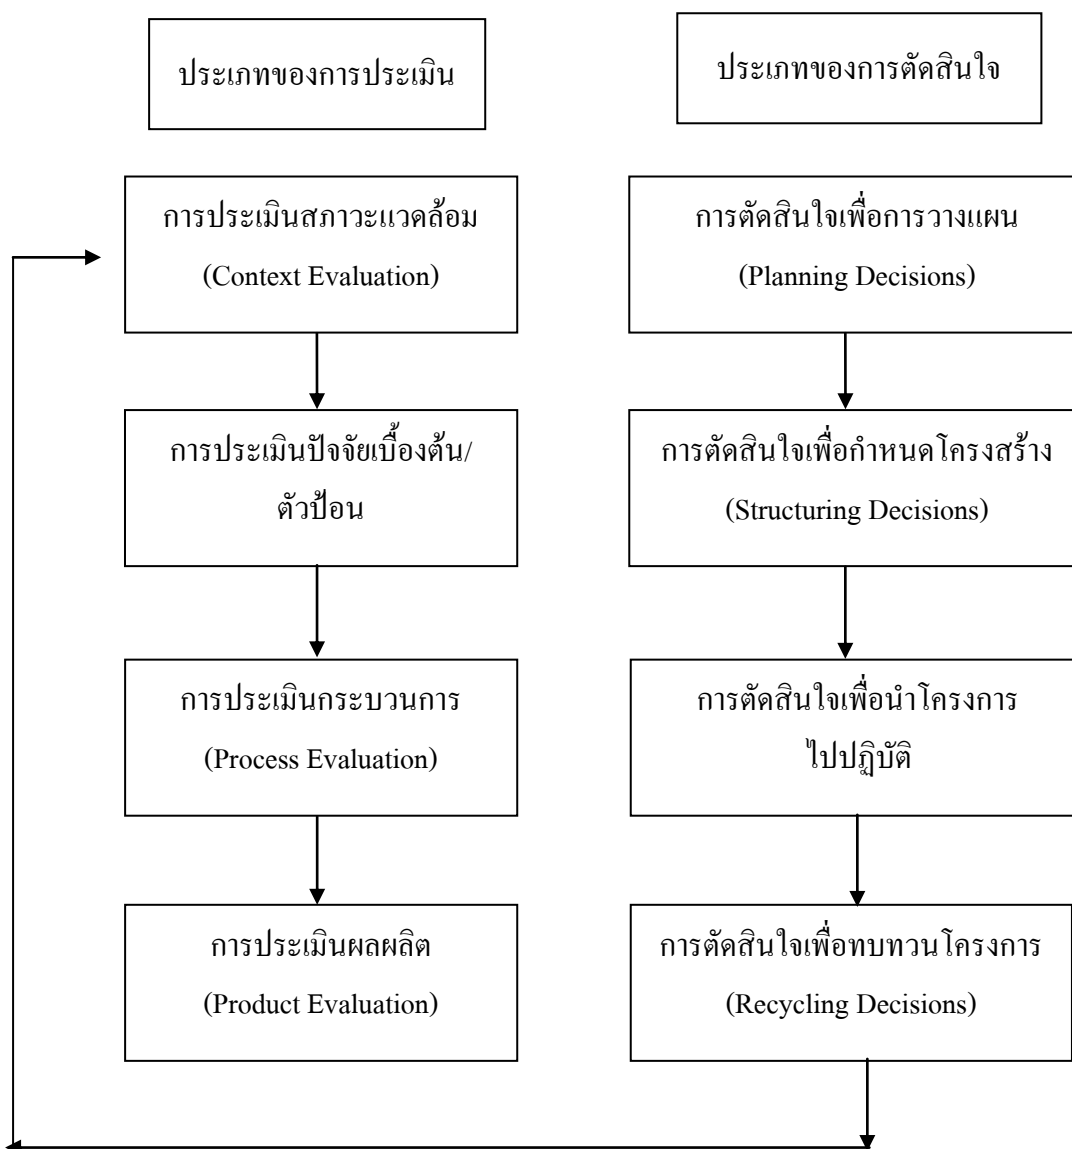 ประเภทของการประเมิน
ประเภทของการตัดสินใจ
การประเมินสภาวะแวดล้อม
(Context Evaluation)
การตัดสินใจเพื่อการวางแผน
(Planning Decisions)
การประเมินปัจจัยเบื้องต้น/
ตัวป้อน
การตัดสินใจเพื่อกำหนดโครงสร้าง
(Structuring Decisions)
การประเมินกระบวนการ
(Process Evaluation)
การตัดสินใจเพื่อนำโครงการ
ไปปฏิบัติ
การประเมินผลผลิต
(Product Evaluation)
การตัดสินใจเพื่อทบทวนโครงการ
(Recycling Decisions)